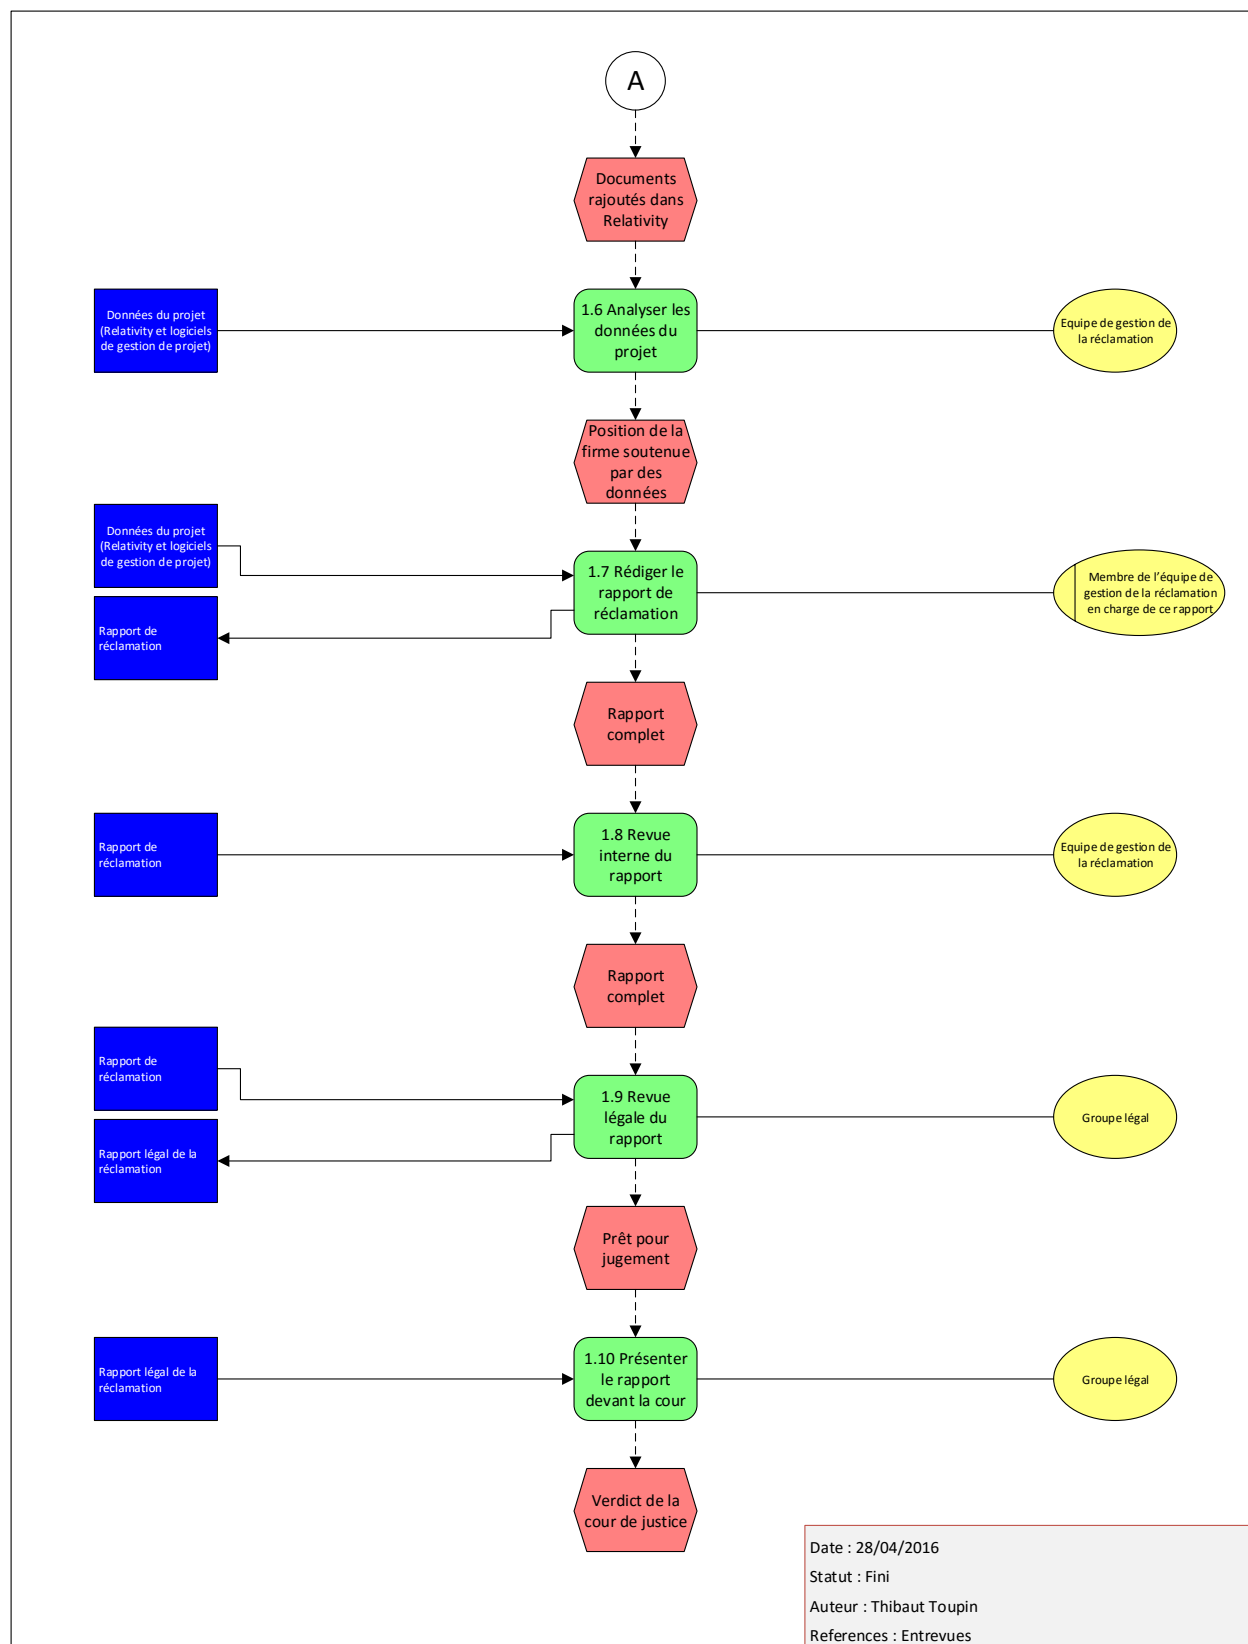 A
Documents
rajoutés dans
Relativity
Données du projet
(Relativity et logiciels
de gestion de projet)
1.6 Analyser les
données du
projet
Equipe de gestion de
la réclamation
Position de la
firme soutenue
par des
données
Données du projet
(Relativity et logiciels
de gestion de projet)
Rapport de
réclamation
1.7 Rédiger le
rapport de
réclamation
Membre de l’équipe de
gestion de la réclamation
en charge de ce rapport
Rapport
complet
Rapport de
réclamation
1.8 Revue
interne du
rapport
Equipe de gestion de
la réclamation
Rapport
complet
Rapport de
réclamation
Rapport légal de la
réclamation
1.9 Revue
légale du
rapport
Groupe légal
Prêt pour
jugement
Rapport légal de la
réclamation
1.10 Présenter
le rapport
devant la cour
Groupe légal
Verdict de la
cour de justice
Date : 28/04/2016
Statut : Fini
Auteur : Thibaut Toupin
References : Entrevues